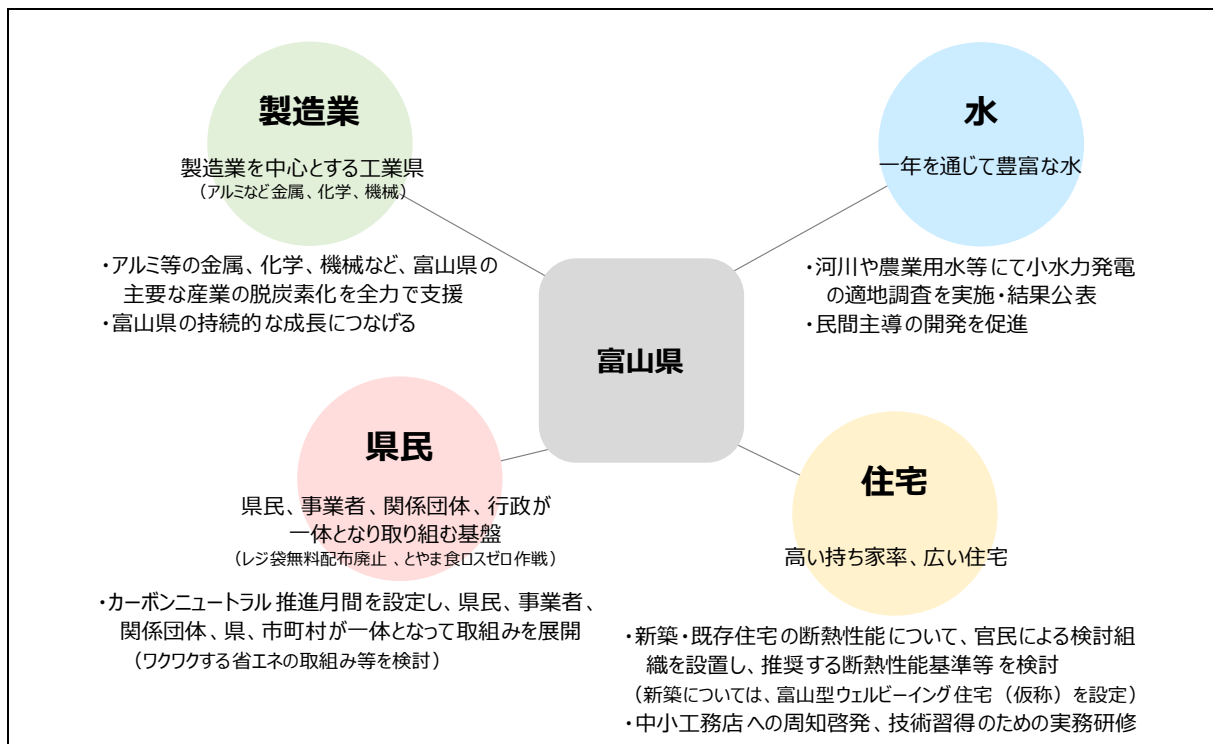 製造業
製造業を中心とする工業県
（アルミなど金属、化学、機械）
・アルミ等の金属、化学、機械など、富山県の
主要な産業の脱炭素化を全力で支援
・富山県の持続的な成長につなげる
水
一年を通じて豊富な水
・河川や農業用水等にて小水力発電
の適地調査を実施・結果公表
・民間主導の開発を促進
富山県
県民
県民、事業者、関係団体、行政が
一体となり取り組む基盤
（レジ袋無料配布廃止 、とやま食ロスゼロ作戦）
・カーボンニュートラル 推進月間を設定し、県民、事業者、
関係団体、県、市町村が一体となって取組みを展開
（ワクワクする省エネの取組み等を検討）
住宅
高い持ち家率、広い住宅
・新築・既存住宅の断熱性能について、官民による検討組
織を設置し、推奨する断熱性能基準等 を検討
（新築については、富山型ウェルビーイング住宅（仮称）を設定）
・中小工務店への周知啓発、技術習得のための実務研修